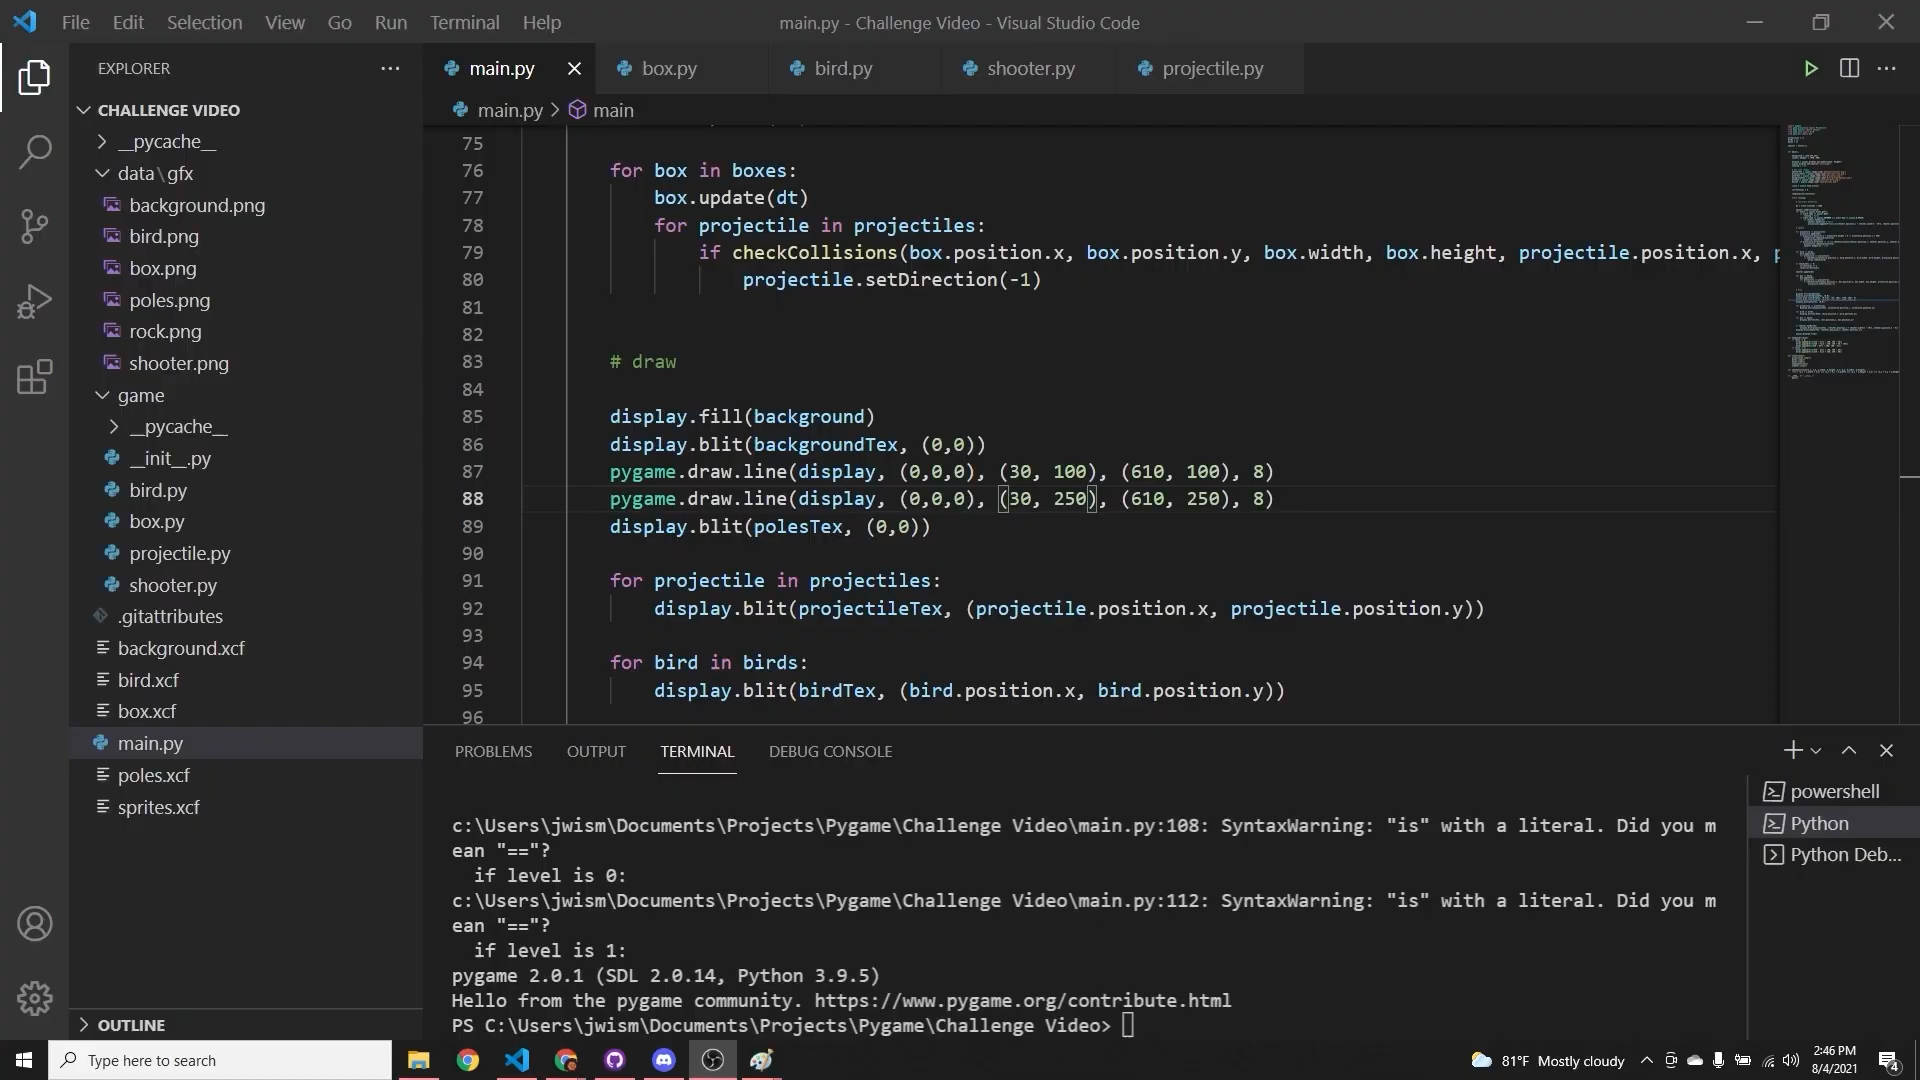 File Edit Selection View Go Run Terminal Help
main.py - Challenge Video - Visual Studio Code
EXPLORER
CHALLENGE VIDEO
__pycache__
data\gfx
background.png
bird.png
box.png
poles.png
rock.png
shooter.png
game
__pycache__
__init__.py
bird.py
box.py
projectile.py
shooter.py
.gitattributes
background.xcf
bird.xcf
box.xcf
main.py
poles.xcf
sprites.xcf
OUTLINE
main.py box.py bird.py shooter.py projectile.py
main.py > main
75
76 for box in boxes:
77 box.update(dt)
78 for projectile in projectiles:
79 if checkCollisions(box.position.x, box.position.y, box.width, box.height, projectile.position.x, p
80 projectile.setDirection(-1)
81
82
83 # draw
84
85 display.fill(background)
86 display.blit(backgroundTex, (0,0))
87 pygame.draw.line(display, (0,0,0), (30, 100), (610, 100), 8)
88 pygame.draw.line(display, (0,0,0), (30, 250), (610, 250), 8)
89 display.blit(polesTex, (0,0))
90
91 for projectile in projectiles:
92 display.blit(projectileTex, (projectile.position.x, projectile.position.y))
93
94 for bird in birds:
95 display.blit(birdTex, (bird.position.x, bird.position.y))
96
PROBLEMS OUTPUT TERMINAL DEBUG CONSOLE
c:\Users\jwism\Documents\Projects\Pygame\Challenge Video\main.py:108: SyntaxWarning: "is" with a literal. Did you m
ean "=="?
if level is 0:
c:\Users\jwism\Documents\Projects\Pygame\Challenge Video\main.py:112: SyntaxWarning: "is" with a literal. Did you m
ean "=="?
if level is 1:
pygame 2.0.1 (SDL 2.0.14, Python 3.9.5)
Hello from the pygame community. https://www.pygame.org/contribute.html
PS C:\Users\jwism\Documents\Projects\Pygame\Challenge Video>
powershell
Python
Python Deb...
Type here to search
81°F Mostly cloudy
2:46 PM
8/4/2021
4